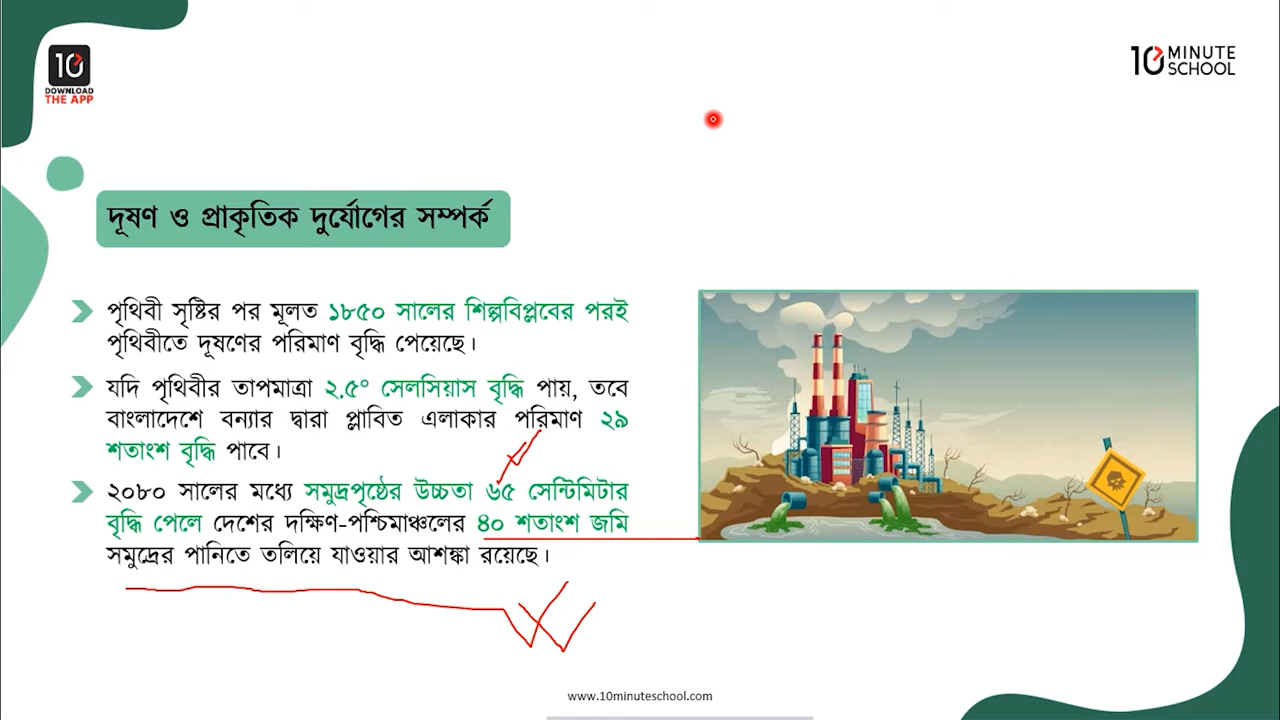 10
DOWNLOAD
THE APP
10 MINUTE
SCHOOL
দূষণ ও প্রাকৃতিক দুর্যোগের সম্পর্ক
পৃথিবী সৃষ্টির পর মূলত ১৮৫০ সালের শিল্পবিপ্লবের পরই
পৃথিবীতে দূষণের পরিমাণ বৃদ্ধি পেয়েছে।
যদি পৃথিবীর তাপমাত্রা ২.৫° সেলসিয়াস বৃদ্ধি পায়, তবে
বাংলাদেশে বন্যার দ্বারা প্লাবিত এলাকার পরিমাণ ২৯
শতাংশ বৃদ্ধি পাবে।
২০৮০ সালের মধ্যে সমুদ্রপৃষ্ঠের উচ্চতা ৬৫ সেন্টিমিটার
বৃদ্ধি পেলে দেশের দক্ষিণ-পশ্চিমাঞ্চলের ৪০ শতাংশ জমি
সমুদ্রের পানিতে তলিয়ে যাওয়ার আশঙ্কা রয়েছে।
www.10minuteschool.com